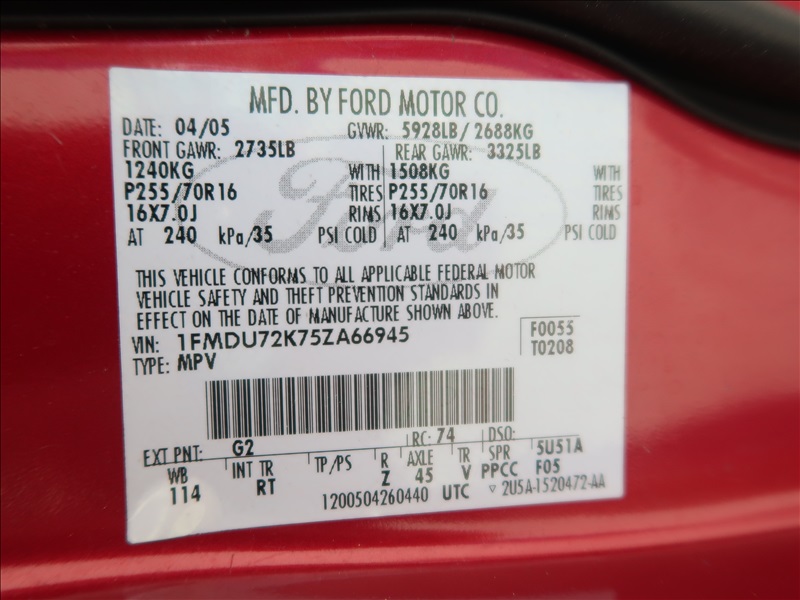 MFD. BY FORD MOTOR CO.
DATE: 04/05 GVWR: 5928LB/2688KG
FRONT GAWR: 2735LB REAR GAWR: 3325LB
1240KG WITH 1508KG WITH
P255/70R16 TIRES P255/70R16 TIRES
16X7.0J RIMS 16X7.0J RIMS
AT 240 kPa/35 PSI COLD AT 240 kPa/35 PSI COLD
Ford
THIS VEHICLE CONFORMS TO ALL APPLICABLE FEDERAL MOTOR
VEHICLE SAFETY AND THEFT PREVENTION STANDARDS IN
EFFECT ON THE DATE OF MANUFACTURE SHOWN ABOVE.
VIN: 1FMDU72K75ZA66945 F0055
TYPE: MPV T0208
EXT PNT: G2 RC: 74 DSO:
WB INT TR TP/PS R AXLE TR SPR 5U51A
114 RT Z 45 V PPCC F05
1200504260440 UTC ▽ 2U5A-1520472-AA